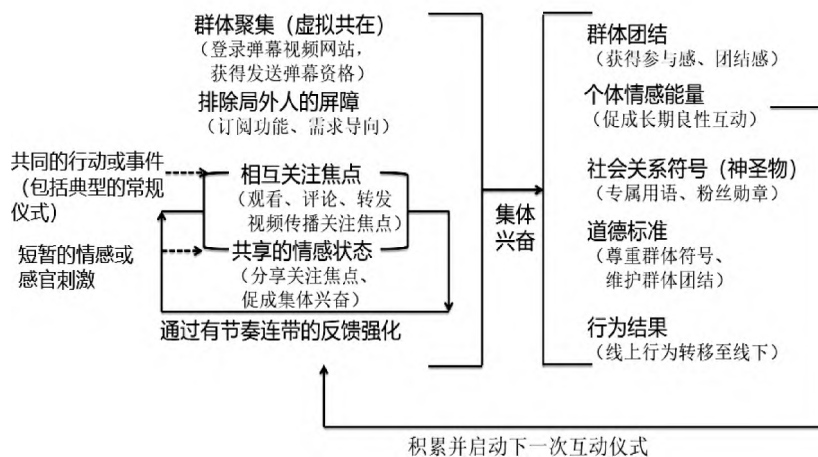 群体聚集（虚拟共在）
（登录弹幕视频网站，
获得发送弹幕资格）
排除局外人的屏障
（订阅功能、需求导向）
共同的行动或事件
（包括典型的常规
仪式）
短暂的情感或
感官刺激
相互关注焦点
（观看、评论、转发
视频传播关注焦点）
共享的情感状态
（分享关注焦点、
促成集体兴奋）
通过有节奏连带的反馈强化
集体
兴奋
群体团结
（获得参与感、团结感）
个体情感能量
（促成长期良性互动）
社会关系符号（神圣物）
（专属用语、粉丝勋章）
道德标准
（尊重群体符号、
维护群体团结）
行为结果
（线上行为转移至线下）
积累并启动下一次互动仪式